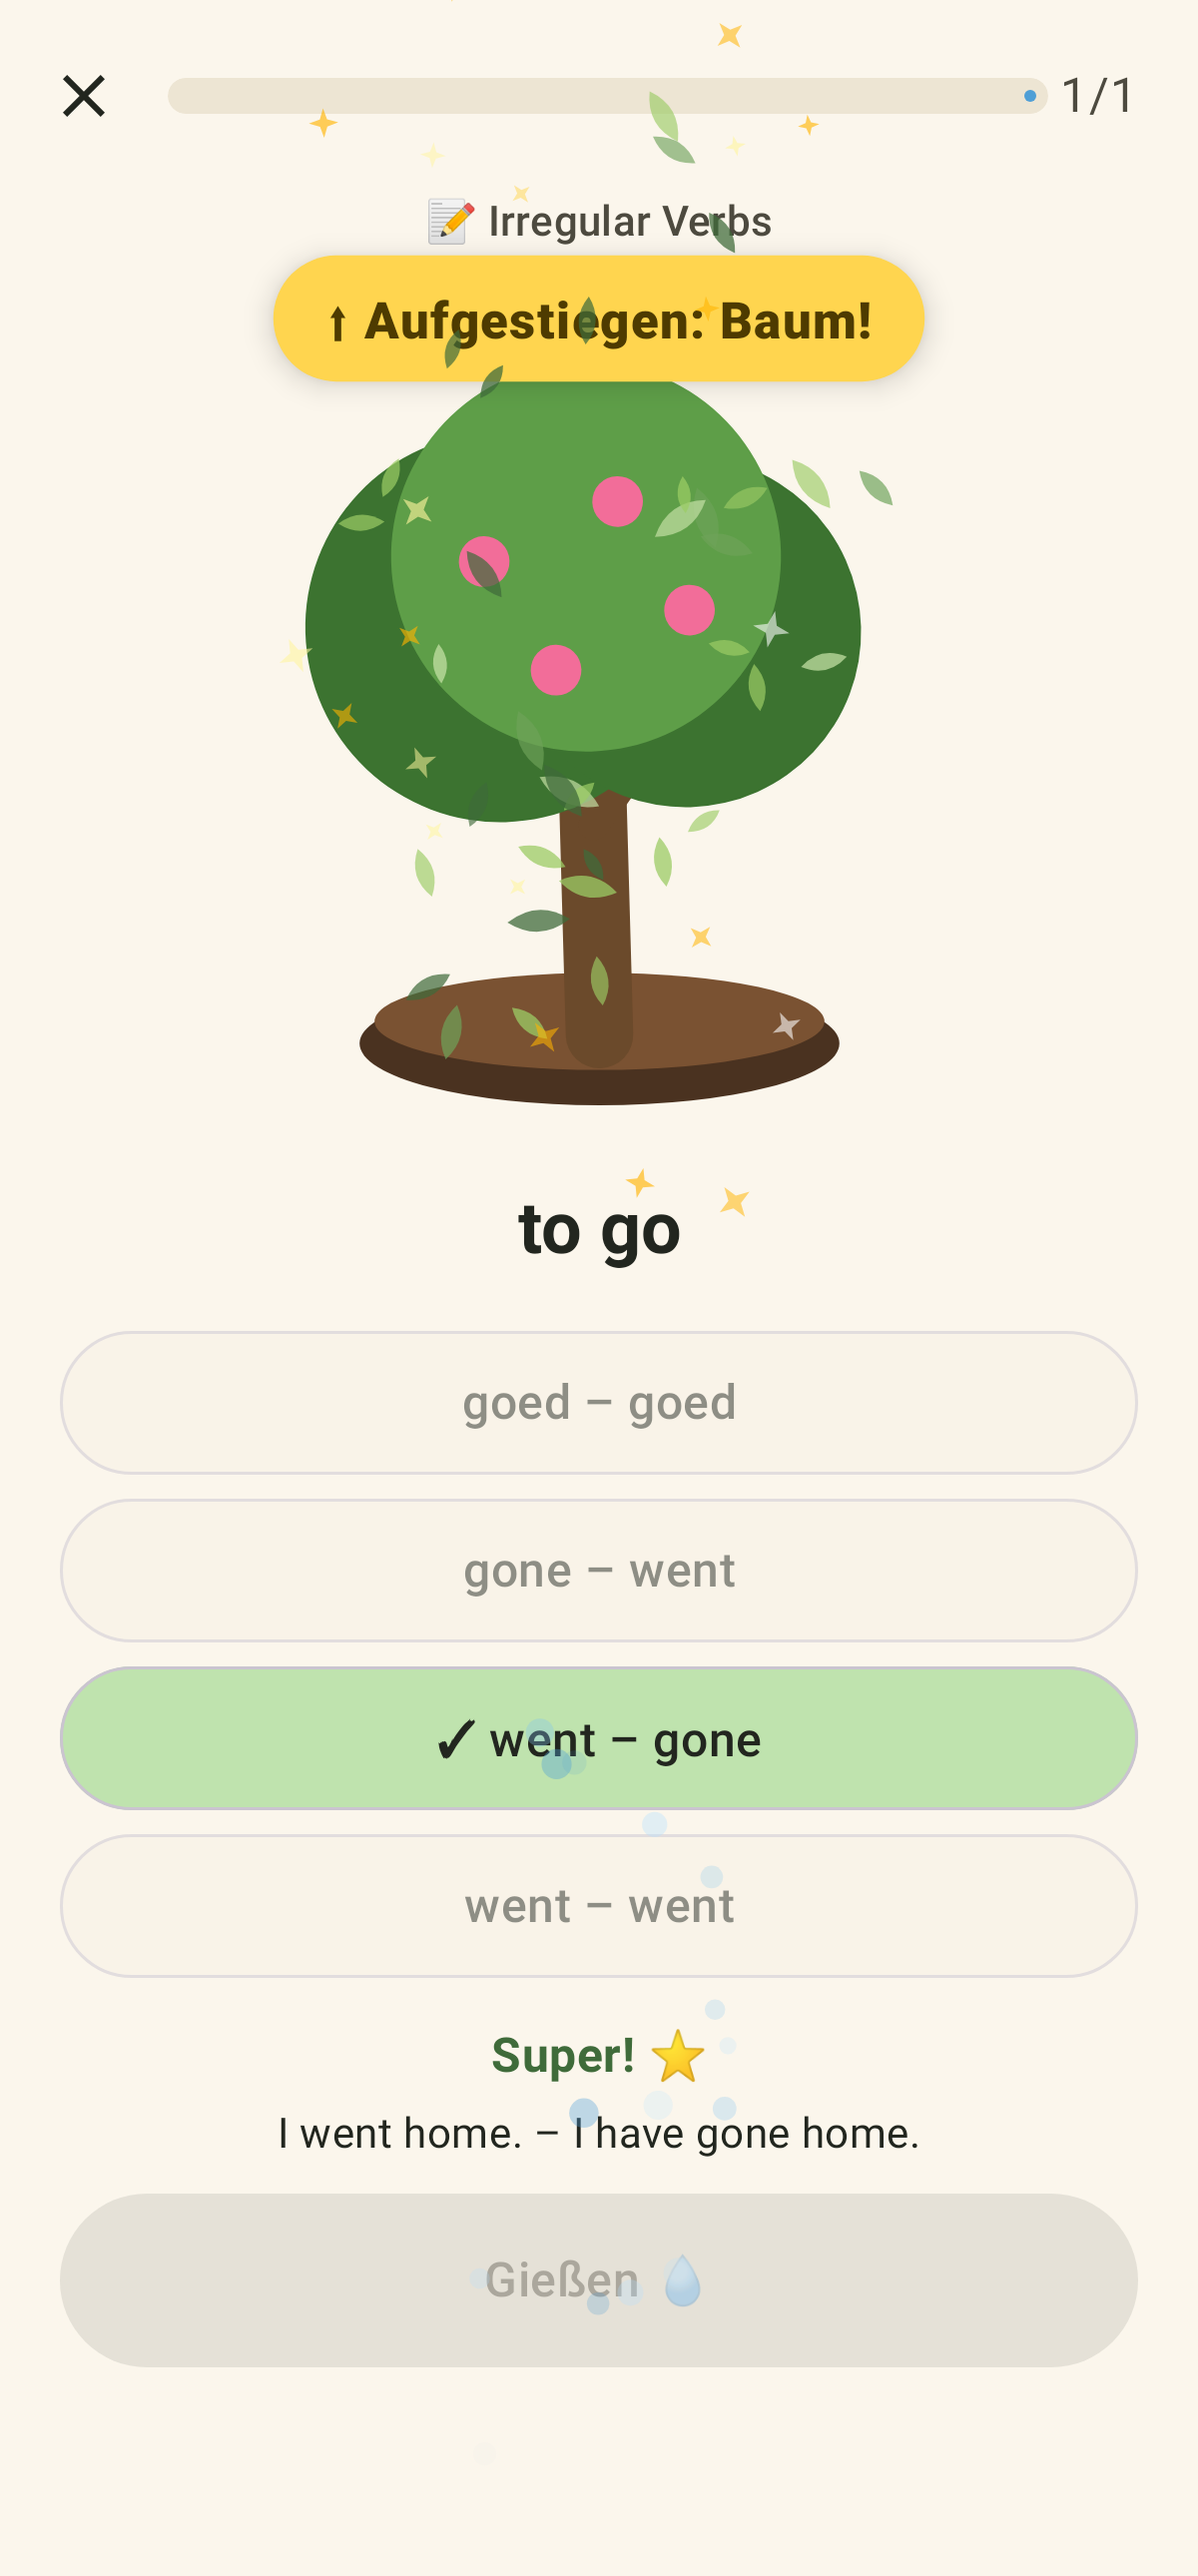 1/1
📝 Irregular Verbs
↑ Aufgestiegen: Baum!
to go
goed – goed
gone – went
✓ went – gone
went – went
Super! ⭐
I went home. – I have gone home.
Gießen 💧